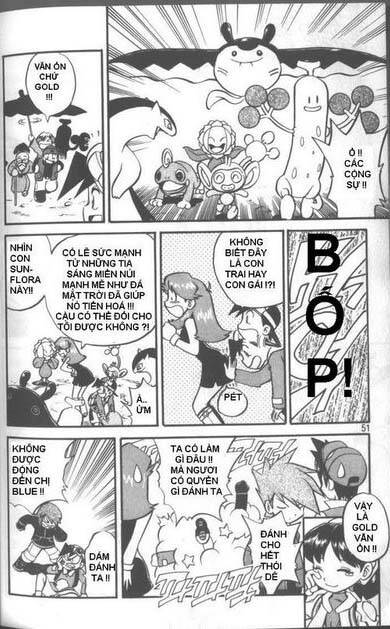 VẪN ỔN
CHỨ
GOLD
!!!
Ồ !!
CÁC
CỘNG
SỰ !!
NHÌN
CON
SUN-
FLORA
NÀY!!
CÓ LẼ SỨC MẠNH
TỪ NHỮNG TIA
SÁNG MIỀN NÚI
MẠNH MẼ NHƯ ĐÁ
MẶT TRỜI ĐÃ GIÚP
NÓ TIẾN HOÁ !!!
CẬU CÓ THỂ ĐỔI CHO
TÔI ĐƯỢC KHÔNG ?!
À..
ỪM
KHÔNG
BIẾT ĐÂY
LÀ CON
TRAI HAY
CON GÁI !?!
PÉT
BỐP!
51
KHÔNG
ĐƯỢC
ĐỘNG
ĐẾN CHỊ
BLUE !!
DÁM
ĐÁNH
TA !!
TA CÓ LÀM
GÌ ĐÂU !!
MÀ NGƯƠI
CÓ QUYỀN
GÌ ĐÁNH TA
ĐÁNH
CHO
HẾT
THÓI
DÊ
VẬY
LÀ
GOLD
VẪN
ỔN !!